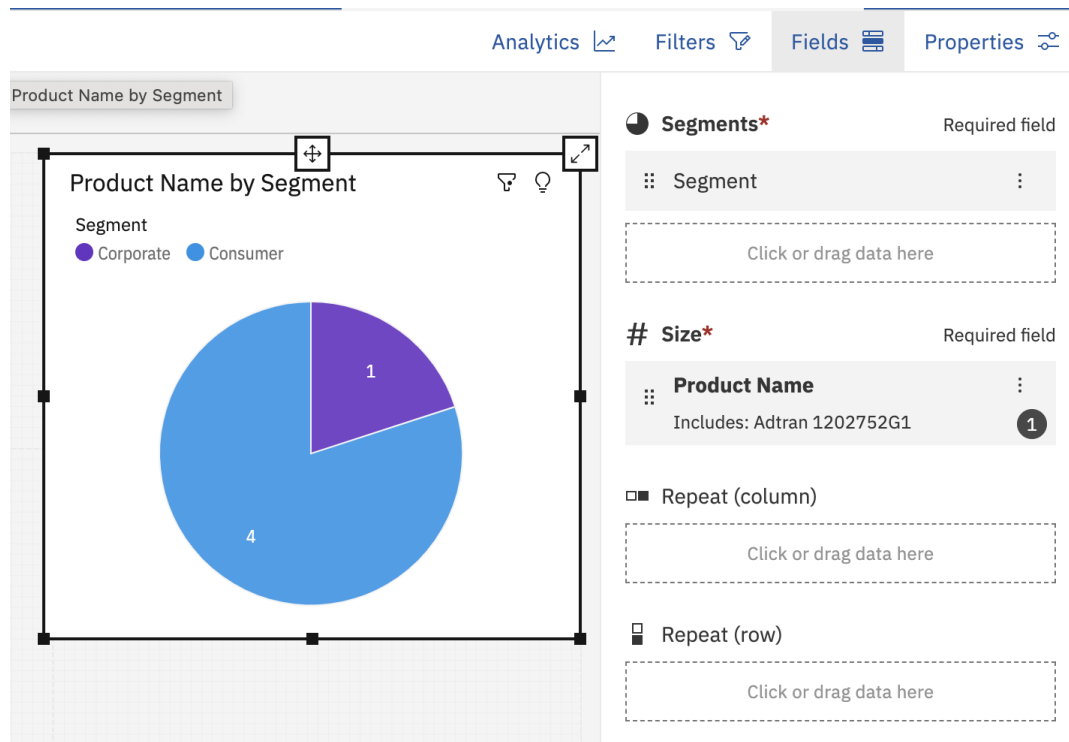 Analytics Filters Fields Properties
Product Name by Segment
Product Name by Segment
Segment
Corporate Consumer
1
4
Segments* Required field
Segment
Click or drag data here
# Size* Required field
Product Name
Includes: Adtran 1202752G1
1
Repeat (column)
Click or drag data here
Repeat (row)
Click or drag data here